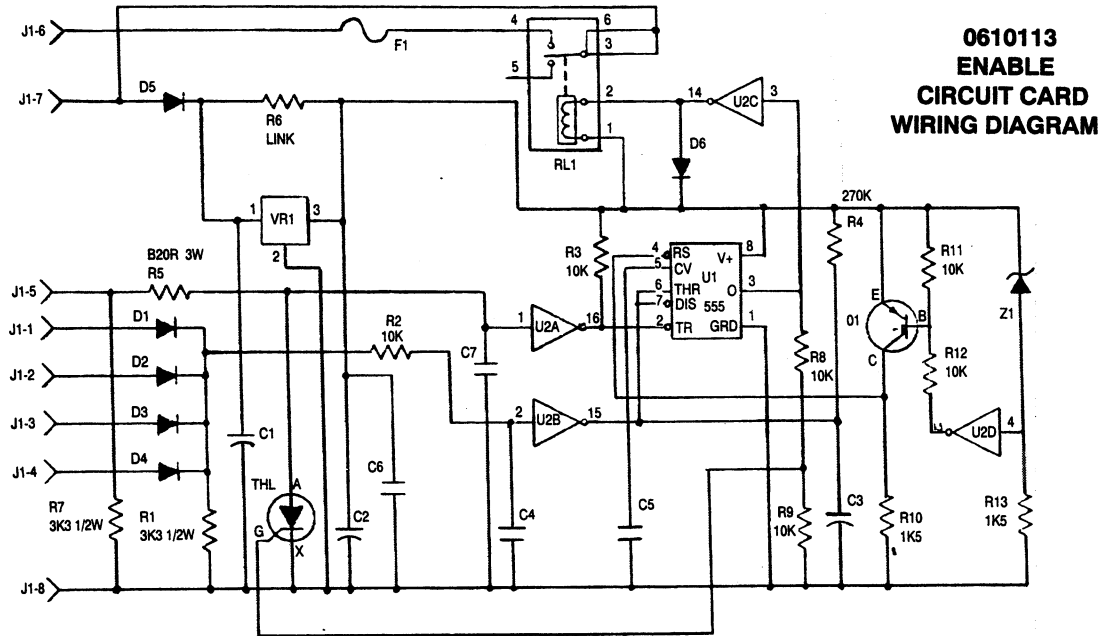 0610113
ENABLE
CIRCUIT CARD
WIRING DIAGRAM
J1-6
F1
4
6
3
5
J1-7
D5
R6
LINK
2
1
RL1
14
U2C
3
D6
1
VR1
3
2
270K
R4
R3
10K
4
RS
5
CV
6
THR
7
DIS
2
TR
V+
8
U1
O
3
555
GRD
1
R11
10K
E
B
01
C
R12
10K
Z1
B20R 3W
R5
J1-5
J1-1
D1
J1-2
D2
J1-3
D3
J1-4
D4
R2
10K
C7
1
U2A
16
2
U2B
15
R8
10K
U2D
4
C1
C6
THL
A
G
X
R7
3K3 1/2W
R1
3K3 1/2W
C2
C4
C5
R9
10K
C3
R10
1K5
R13
1K5
J1-8